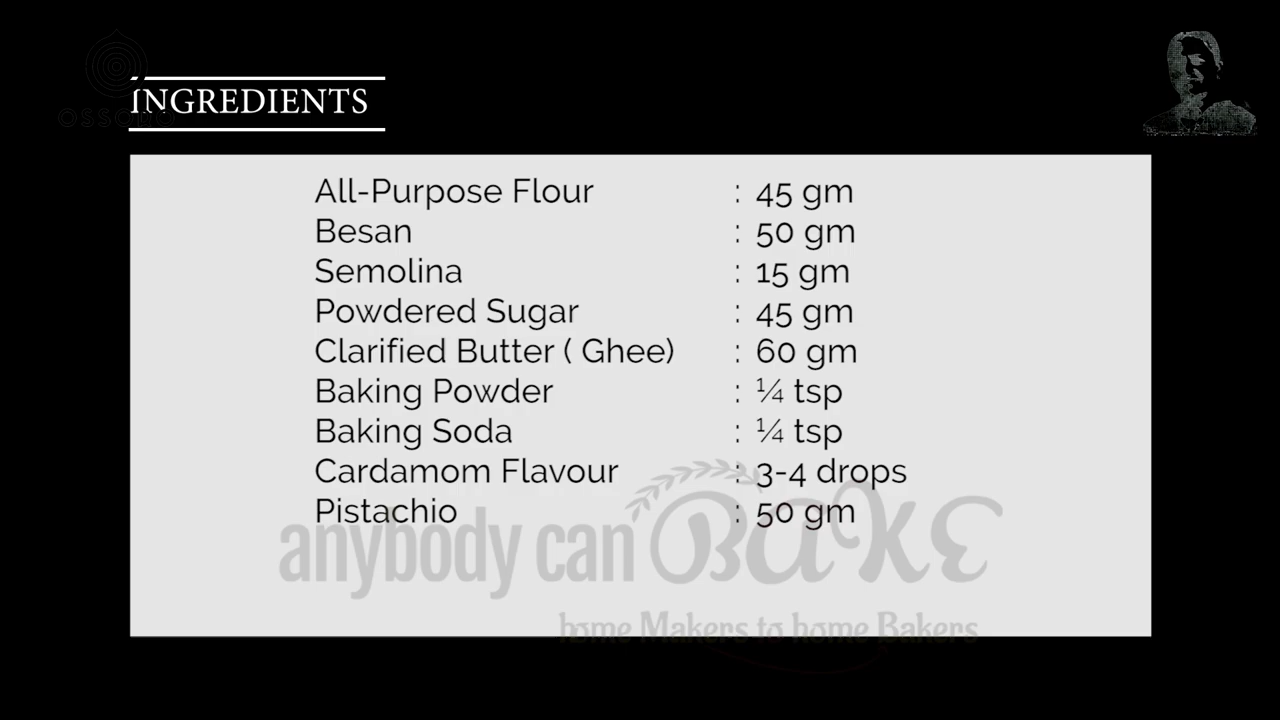 OSSORO
INGREDIENTS
All-Purpose Flour : 45 gm
Besan : 50 gm
Semolina : 15 gm
Powdered Sugar : 45 gm
Clarified Butter ( Ghee) : 60 gm
Baking Powder : ¼ tsp
Baking Soda : ¼ tsp
Cardamom Flavour : 3-4 drops
Pistachio : 50 gm
anybody can BAKE
home Makers to home Bakers